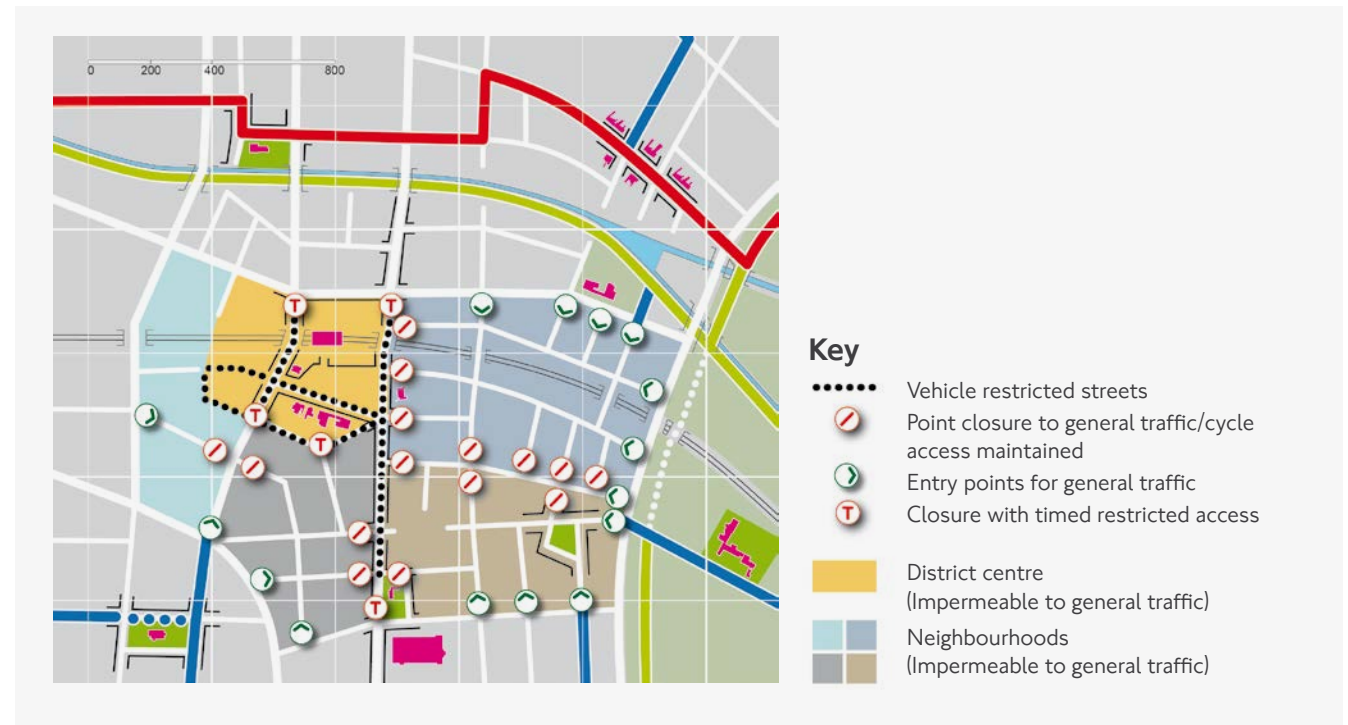 0 200 400 800
T T
T
T
T
Key
Vehicle restricted streets
Point closure to general traffic/cycle
access maintained
Entry points for general traffic
T Closure with timed restricted access
District centre
(Impermeable to general traffic)
Neighbourhoods
(Impermeable to general traffic)